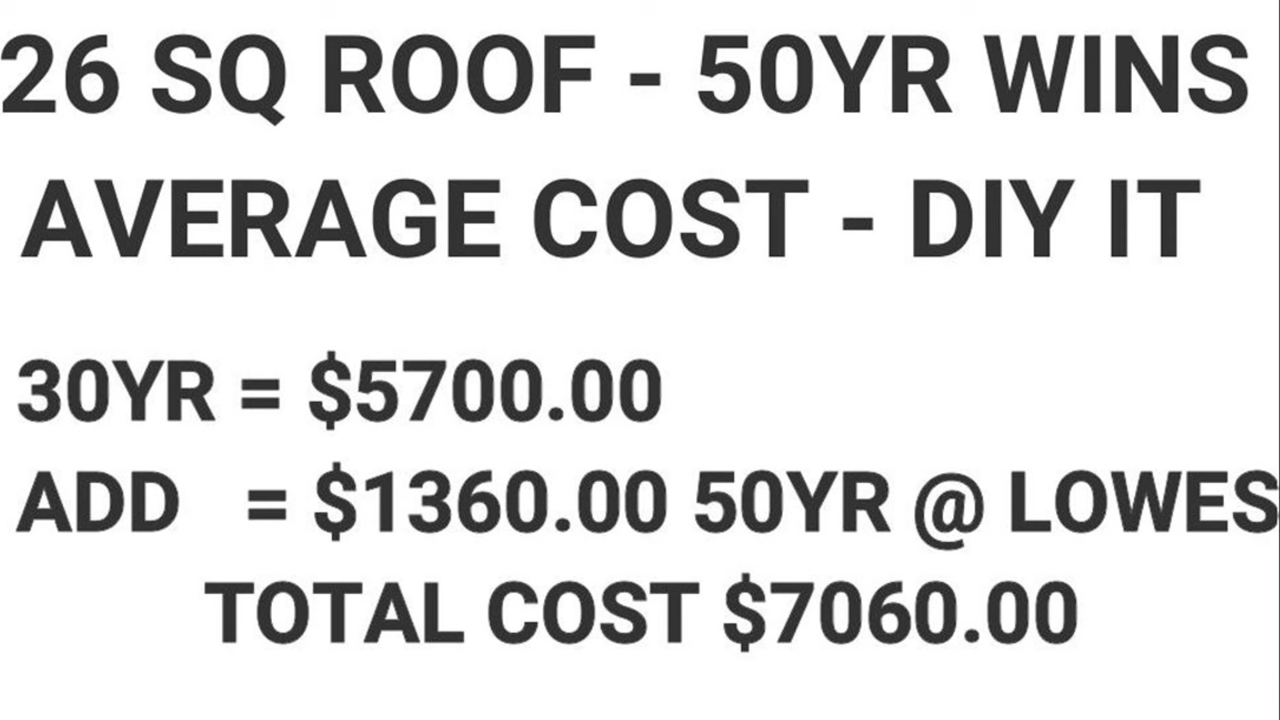 26 SQ ROOF - 50YR WINS
AVERAGE COST - DIY IT
30YR = $5700.00
ADD = $1360.00 50YR @ LOWES
TOTAL COST $7060.00